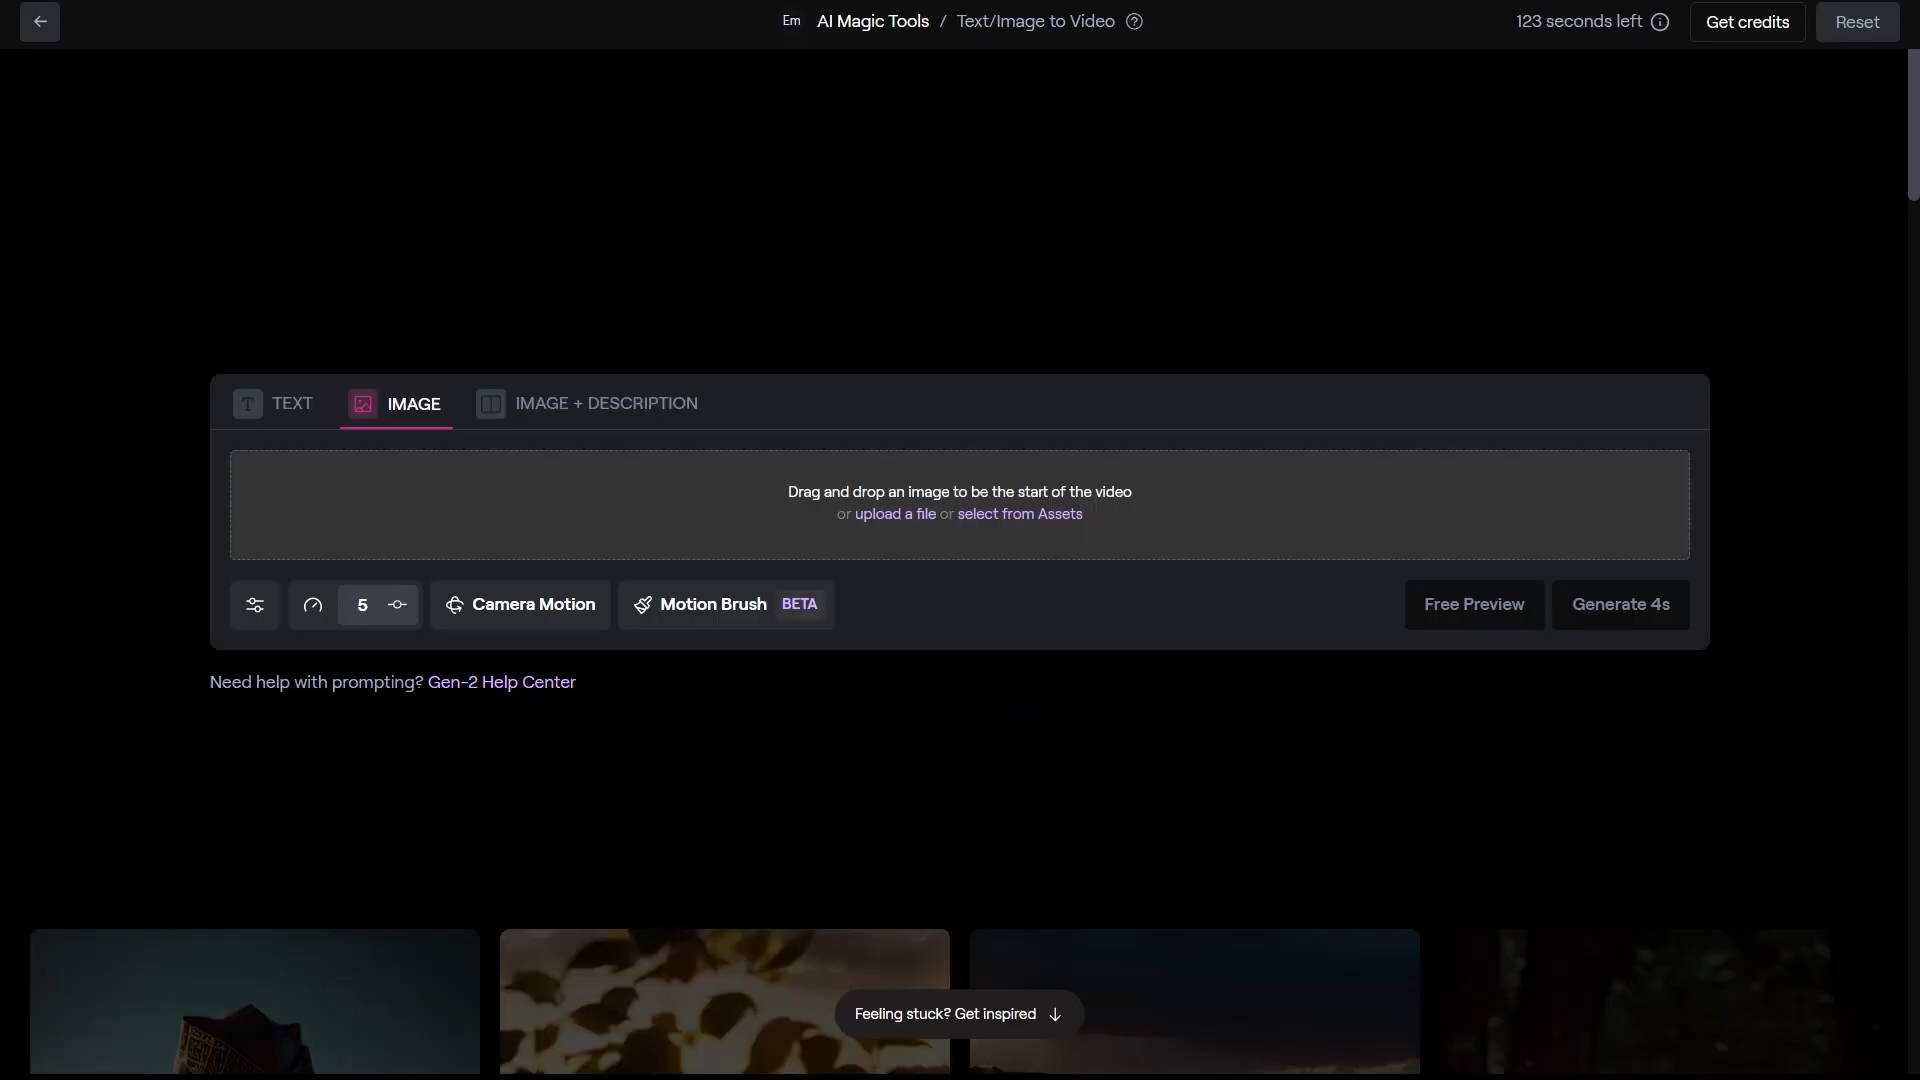 Em AI Magic Tools / Text/Image to Video
123 seconds left
Get credits
Reset
TEXT
IMAGE
IMAGE + DESCRIPTION
Drag and drop an image to be the start of the video
or upload a file or select from Assets
5
Camera Motion
Motion Brush BETA
Free Preview
Generate 4s
Need help with prompting? Gen-2 Help Center
Feeling stuck? Get inspired